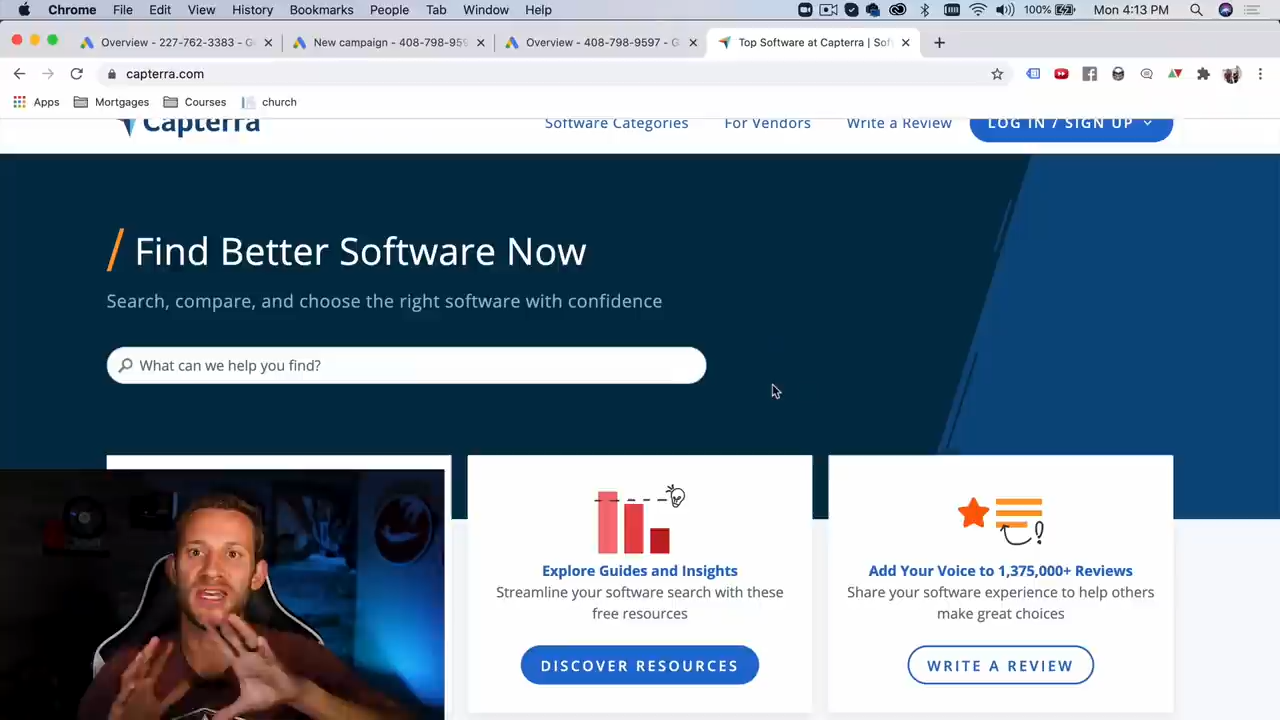 Chrome File Edit View History Bookmarks People Tab Window Help 100% Mon 4:13 PM
Overview - 227-762-3383 - G
New campaign - 408-798-959
Overview - 408-798-9597 - G
Top Software at Capterra | Sof
capterra.com
Apps Mortgages Courses church
Capterra Software Categories For Vendors Write a Review LOG IN / SIGN UP
/ Find Better Software Now
Search, compare, and choose the right software with confidence
What can we help you find?
Explore Guides and Insights
Streamline your software search with these
free resources
DISCOVER RESOURCES
Add Your Voice to 1,375,000+ Reviews
Share your software experience to help others
make great choices
WRITE A REVIEW